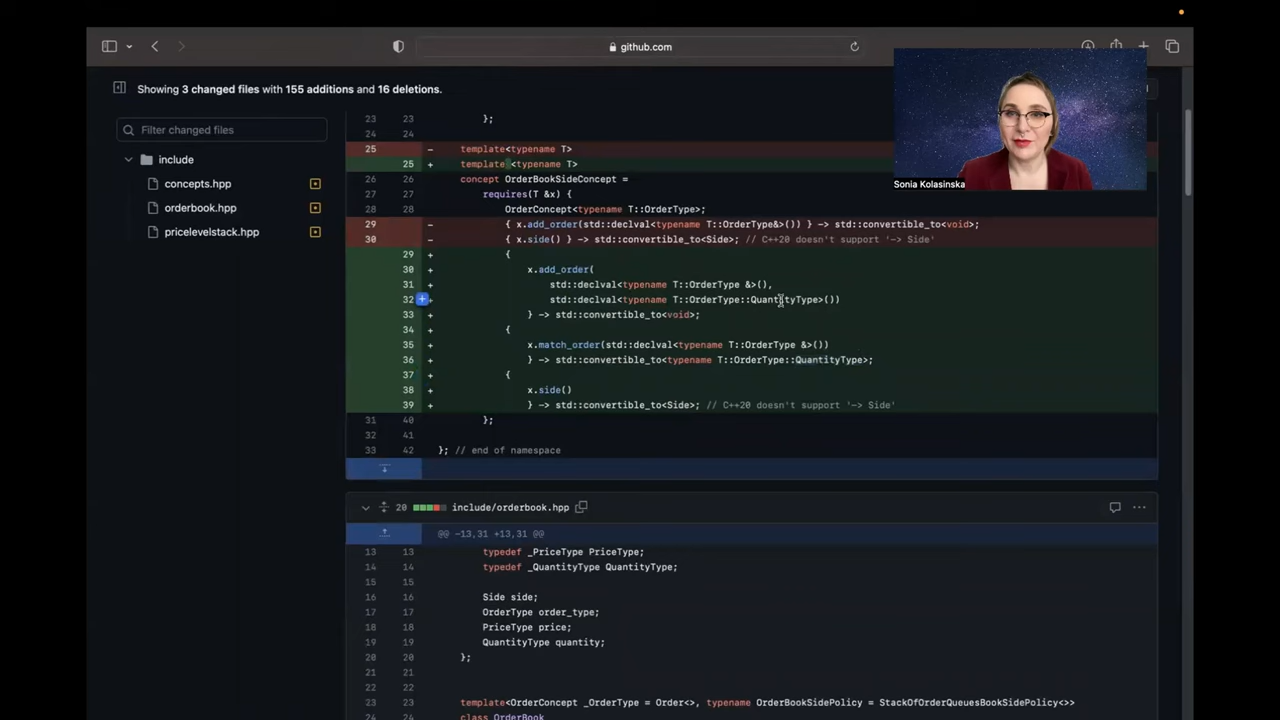 github.com
Showing 3 changed files with 155 additions and 16 deletions.
Filter changed files
include
concepts.hpp
orderbook.hpp
pricelevelstack.hpp
Sonia Kolasinska
23 23 };
24 24
25 - template<typename T>
25 + template <typename T>
26 26 concept OrderBookSideConcept =
27 27 requires(T &x) {
28 28 OrderConcept<typename T::OrderType>;
29 - { x.add_order(std::declval<typename T::OrderType&>()) } -> std::convertible_to<void>;
30 - { x.side() } -> std::convertible_to<Side>; // C++20 doesn't support '-> Side'
29 + {
30 + x.add_order(
31 + std::declval<typename T::OrderType &>(),
32 + std::declval<typename T::OrderType::QuantityType>())
33 + } -> std::convertible_to<void>;
34 + {
35 + x.match_order(std::declval<typename T::OrderType &>())
36 + } -> std::convertible_to<typename T::OrderType::QuantityType>;
37 + {
38 + x.side()
39 + } -> std::convertible_to<Side>; // C++20 doesn't support '-> Side'
31 40 };
32 41
33 42 }; // end of namespace
20 include/orderbook.hpp
@@ -13,31 +13,31 @@
13 13 typedef _PriceType PriceType;
14 14 typedef _QuantityType QuantityType;
15 15
16 16 Side side;
17 17 OrderType order_type;
18 18 PriceType price;
19 19 QuantityType quantity;
20 20 };
21 21
22 22
23 23 template<OrderConcept _OrderType = Order<>, typename OrderBookSidePolicy = StackOfOrderQueuesBookSidePolicy<>>
24 24 class OrderBook